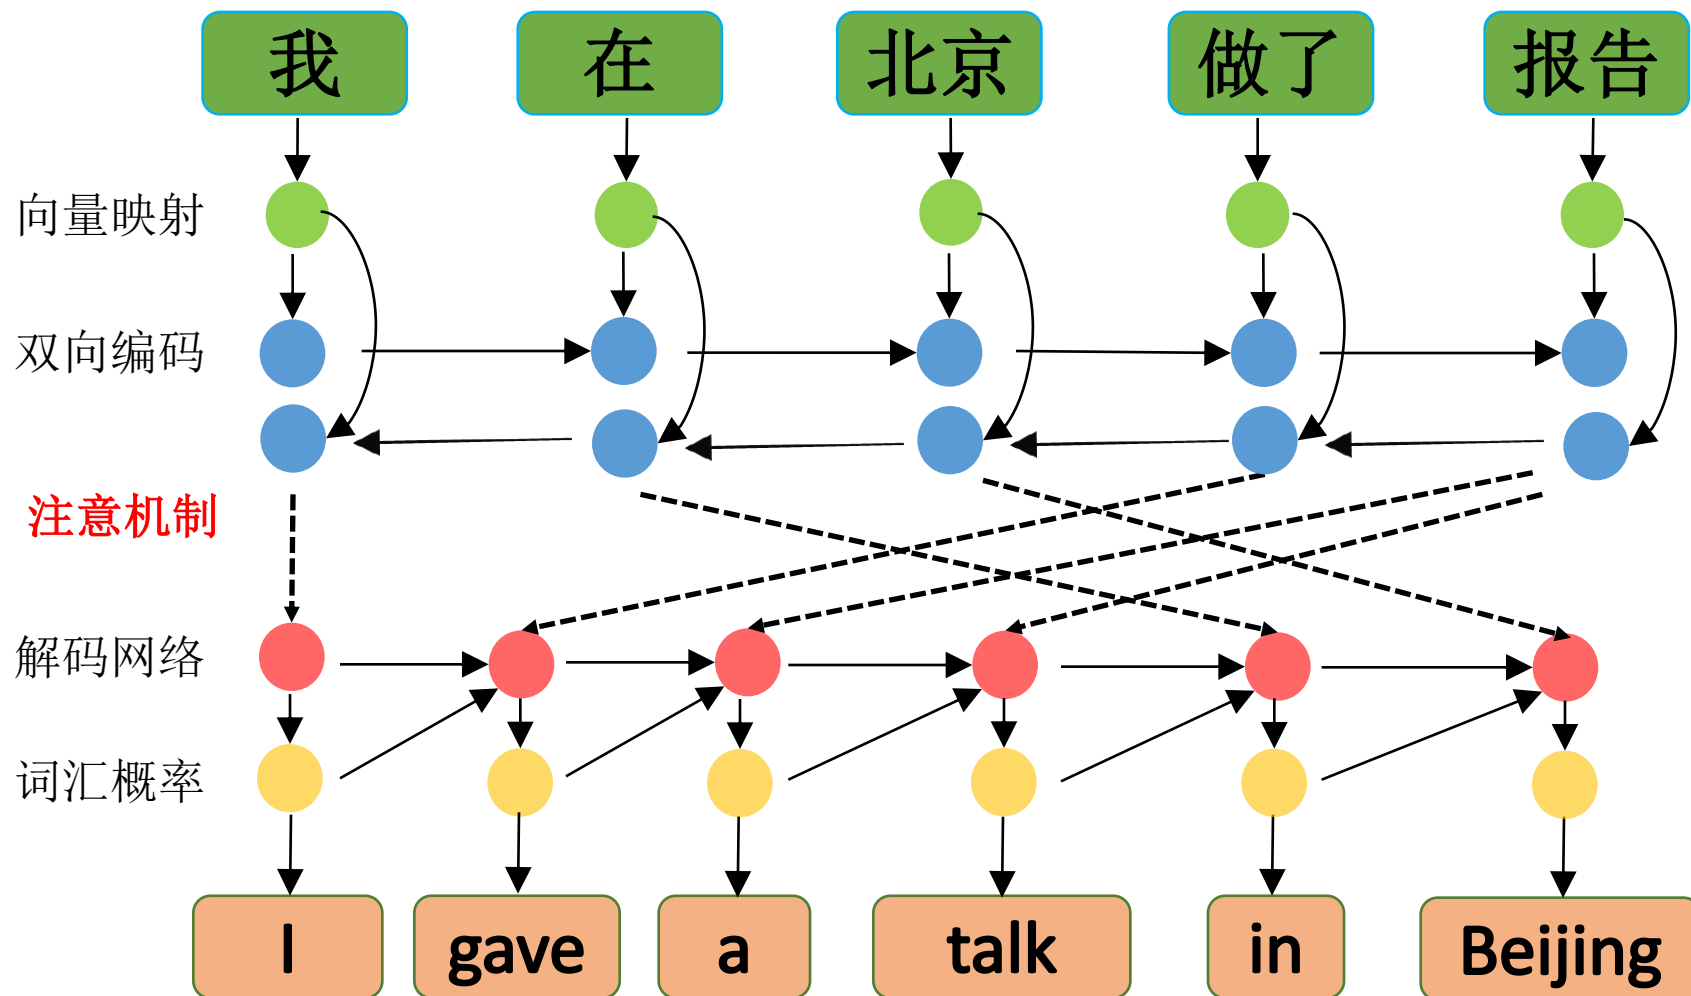 我 在 北京 做了 报告
向量映射
双向编码
注意机制
解码网络
词汇概率
I gave a talk in Beijing